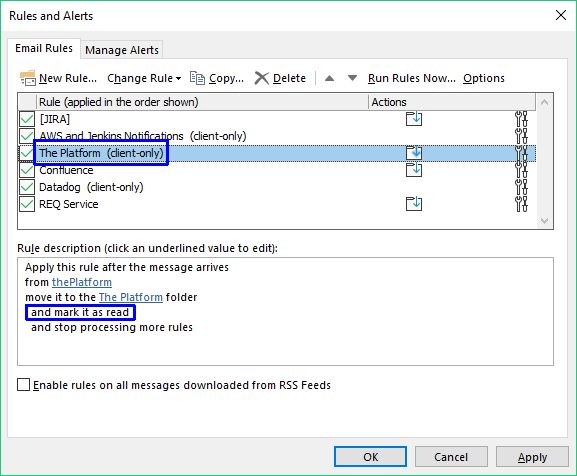 Rules and Alerts
Email Rules Manage Alerts
New Rule... Change Rule Copy... Delete Run Rules Now... Options
Rule (applied in the order shown) Actions
[JIRA]
AWS and Jenkins Notifications (client-only)
The Platform (client-only)
Confluence
Datadog (client-only)
REQ Service
Rule description (click an underlined value to edit):
Apply this rule after the message arrives
from thePlatform
move it to the The Platform folder
and mark it as read
and stop processing more rules
Enable rules on all messages downloaded from RSS Feeds
OK Cancel Apply